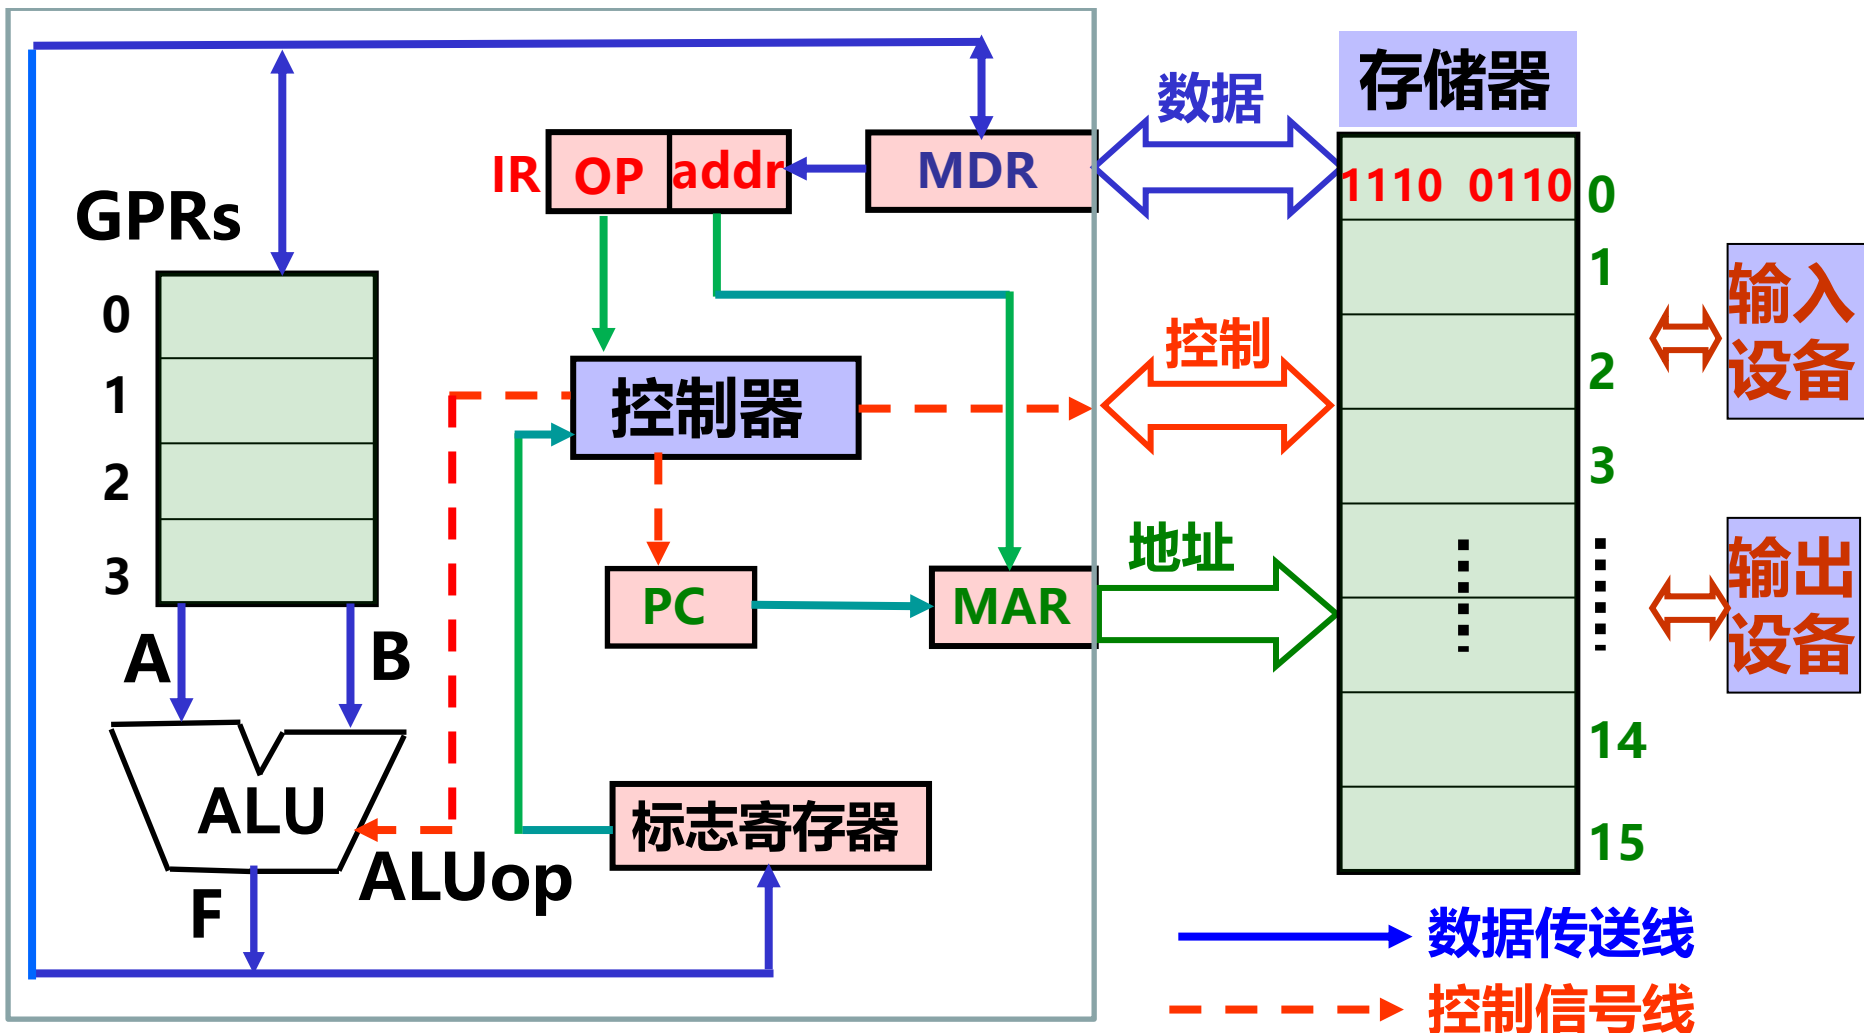 存储器
数据
IR
OP
addr
MDR
1110 0110
0
GPRs
1
输入
设备
0
控制
2
1
控制器
3
2
地址
输出
设备
3
PC
MAR
A
B
14
ALU
标志寄存器
15
ALUop
F
数据传送线
控制信号线